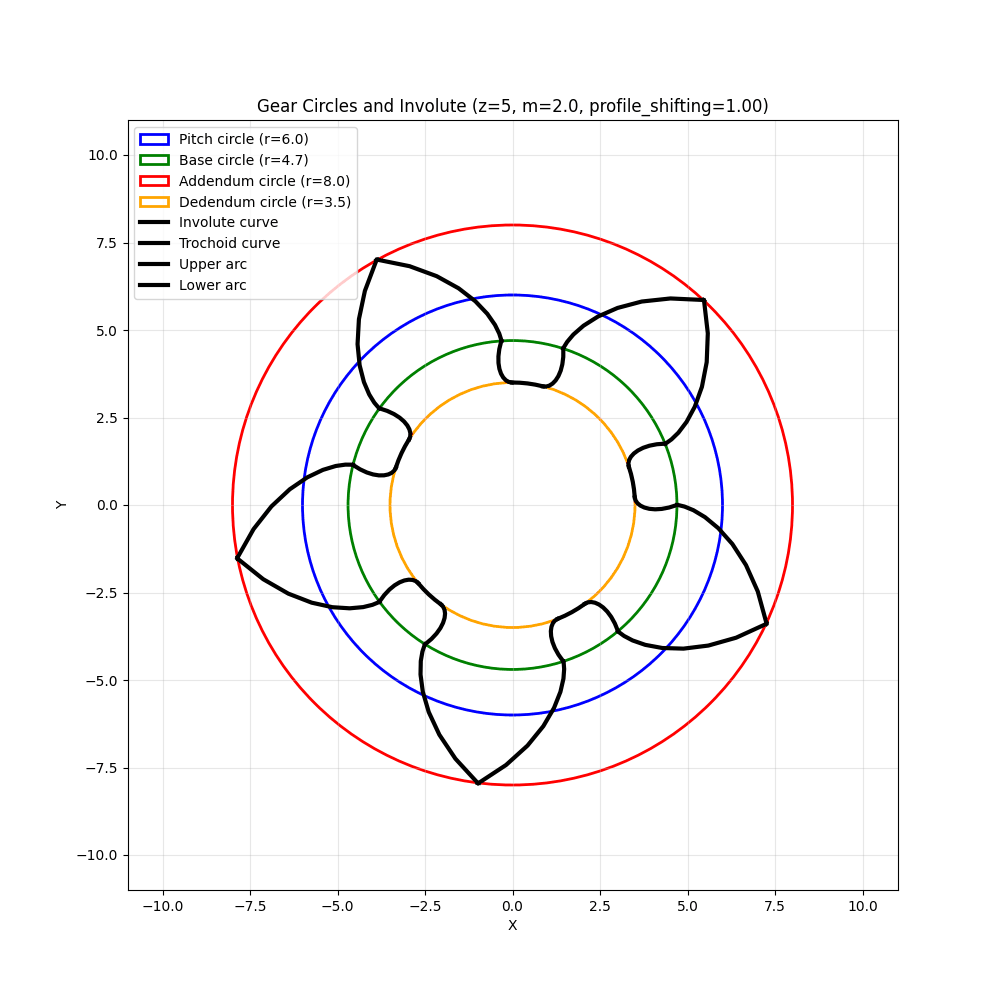 Gear Circles and Involute (z=5, m=2.0, profile_shifting=1.00)
Pitch circle (r=6.0)
Base circle (r=4.7)
Addendum circle (r=8.0)
Dedendum circle (r=3.5)
Involute curve
Trochoid curve
Upper arc
Lower arc
10.0
7.5
5.0
2.5
0.0
−2.5
−5.0
−7.5
−10.0
Y
−10.0 −7.5 −5.0 −2.5 0.0 2.5 5.0 7.5 10.0
X